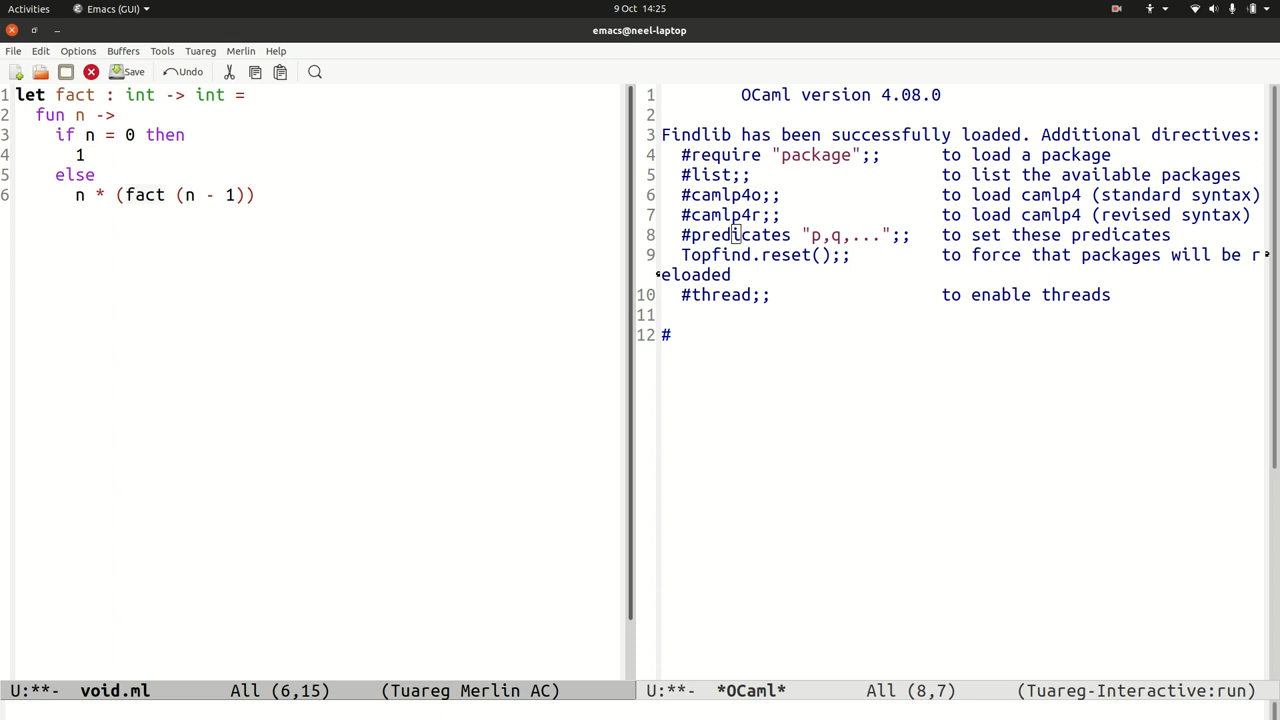 Activities Emacs (GUI) 9 Oct 14:25
emacs@neel-laptop
File Edit Options Buffers Tools Tuareg Merlin Help
Save Undo
1 let fact : int -> int =
2   fun n ->
3     if n = 0 then
4       1
5     else
6       n * (fact (n - 1))
U:**- void.ml All (6,15) (Tuareg Merlin AC)
1         OCaml version 4.08.0
2
3 Findlib has been successfully loaded. Additional directives:
4   #require "package";;      to load a package
5   #list;;                   to list the available packages
6   #camlp4o;;                to load camlp4 (standard syntax)
7   #camlp4r;;                to load camlp4 (revised syntax)
8   #predicates "p,q,...";;   to set these predicates
9   Topfind.reset();;         to force that packages will be r
eloaded
10   #thread;;                 to enable threads
11
12 #
U:**- *OCaml* All (8,7) (Tuareg-Interactive:run)